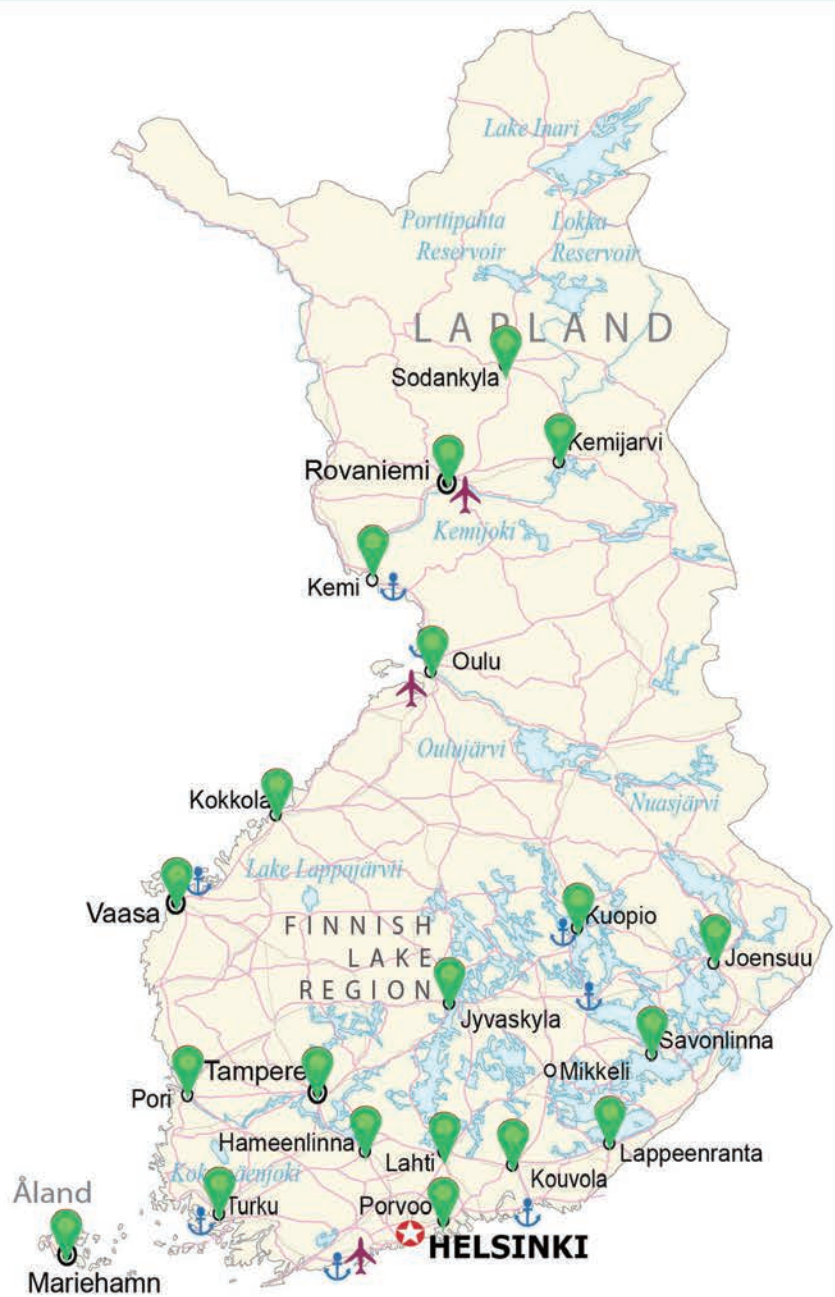 Lake Inari
Porttipahta
Reservoir
Lokka
Reservoir
LAPLAND
Sodankyla
Kemijarvi
Rovaniemi
Kemijoki
Kemi
Oulu
Oulujärvi
Nuasjärvi
Kokkola
Lake Lappajärvii
Vaasa
FINNISH
LAKE
REGION
Kuopio
Joensuu
Jyvaskyla
Savonlinna
Mikkeli
Tampere
Pori
Hameenlinna
Lahti
Kouvola
Lappeenranta
Åland
Turku
Porvoo
HELSINKI
Mariehamn